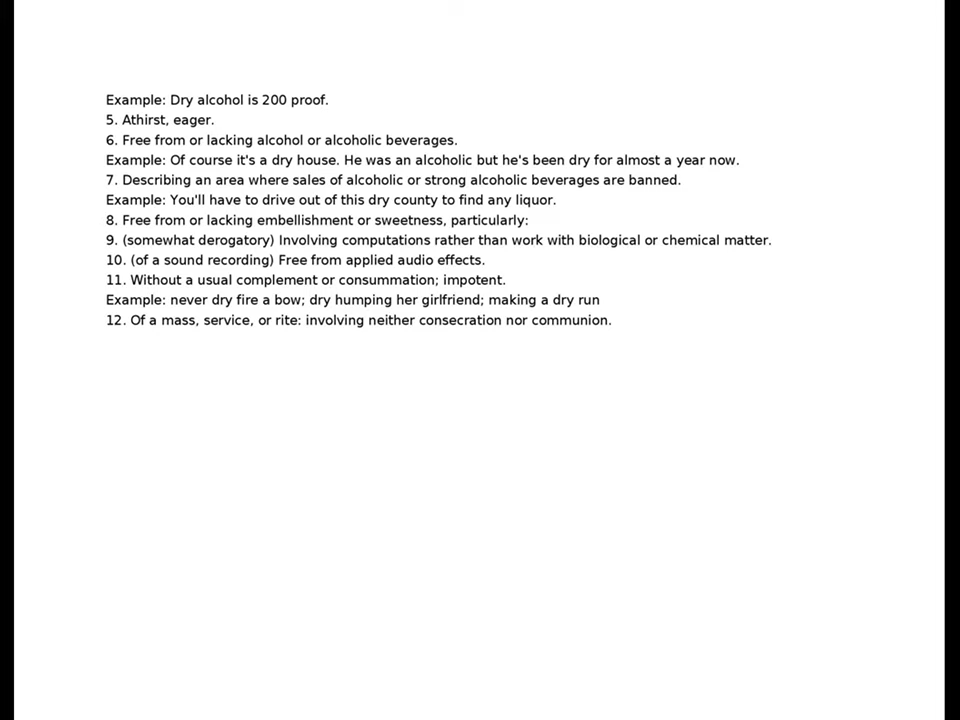 Example: Dry alcohol is 200 proof.
5. Athirst, eager.
6. Free from or lacking alcohol or alcoholic beverages.
Example: Of course it's a dry house. He was an alcoholic but he's been dry for almost a year now.
7. Describing an area where sales of alcoholic or strong alcoholic beverages are banned.
Example: You'll have to drive out of this dry county to find any liquor.
8. Free from or lacking embellishment or sweetness, particularly:
9. (somewhat derogatory) Involving computations rather than work with biological or chemical matter.
10. (of a sound recording) Free from applied audio effects.
11. Without a usual complement or consummation; impotent.
Example: never dry fire a bow; dry humping her girlfriend; making a dry run
12. Of a mass, service, or rite: involving neither consecration nor communion.